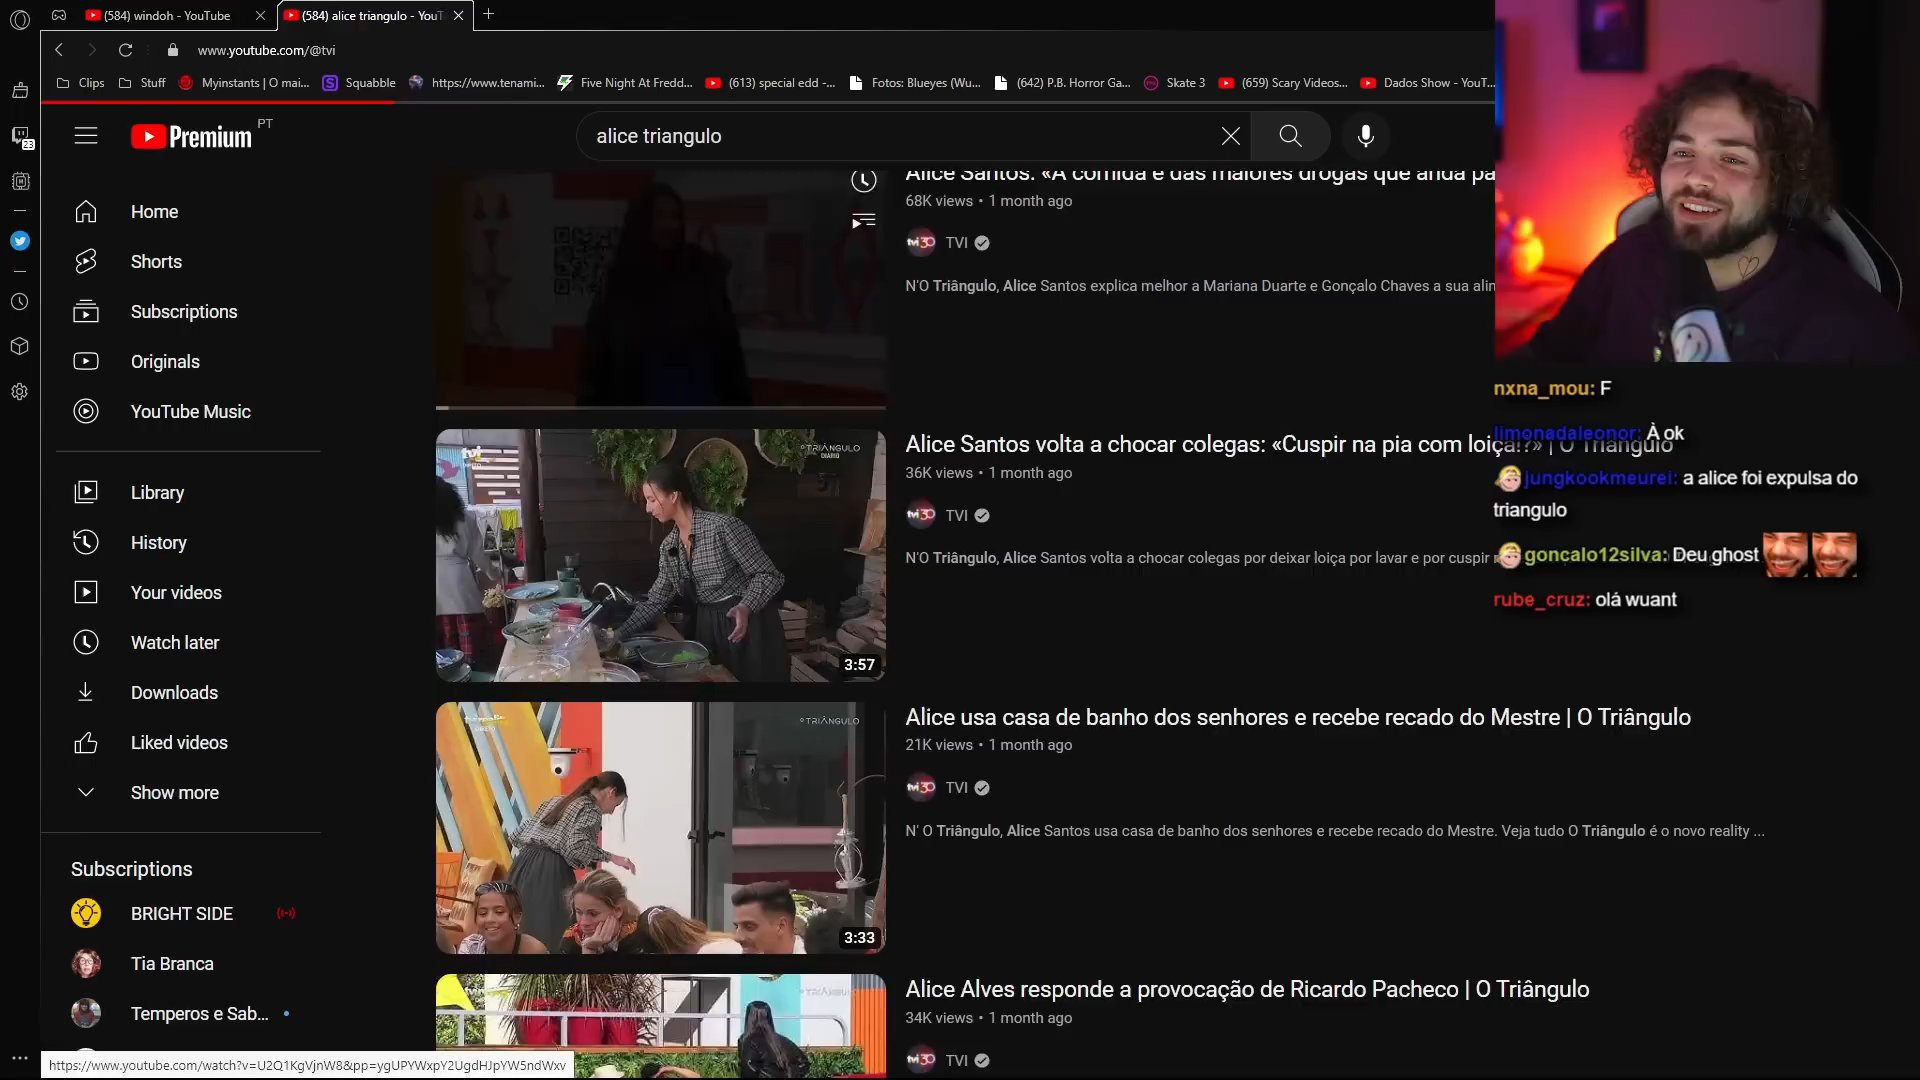 (584) windoh - YouTube
(584) alice triangulo - YouT
www.youtube.com/@tvi
Clips
Stuff
Myinstants | O mai...
Squabble
https://www.tenami...
Five Night At Fredd...
(613) special edd -...
Fotos: Blueyes (Wu...
(642) P.B. Horror Ga...
Skate 3
(659) Scary Videos...
Dados Show - YouT...
Premium
PT
alice triangulo
23
Home
Shorts
Subscriptions
Originals
YouTube Music
Library
History
Your videos
Watch later
Downloads
Liked videos
Show more
Subscriptions
BRIGHT SIDE
Tia Branca
Temperos e Sab...
Alice Santos: «A comida é das maiores drogas que anda pa
68K views • 1 month ago
TVI
N'O Triângulo, Alice Santos explica melhor a Mariana Duarte e Gonçalo Chaves a sua alin
TRIÂNGULO
DIÁRIO
3:57
Alice Santos volta a chocar colegas: «Cuspir na pia com loiça!?» | O Triângulo
36K views • 1 month ago
TVI
N'O Triângulo, Alice Santos volta a chocar colegas por deixar loiça por lavar e por cuspir
TRIÂNGULO
3:33
Alice usa casa de banho dos senhores e recebe recado do Mestre | O Triângulo
21K views • 1 month ago
TVI
N' O Triângulo, Alice Santos usa casa de banho dos senhores e recebe recado do Mestre. Veja tudo O Triângulo é o novo reality ...
Alice Alves responde a provocação de Ricardo Pacheco | O Triângulo
34K views • 1 month ago
TVI
nxna_mou: F
limonadaleonor: À ok
jungkookmeurei: a alice foi expulsa do
triangulo
goncalo12silva: Deu ghost
rube_cruz: olá wuant
https://www.youtube.com/watch?v=U2Q1KgVjnW8&pp=ygUPYWxpY2UgdHJpYW5ndWxv